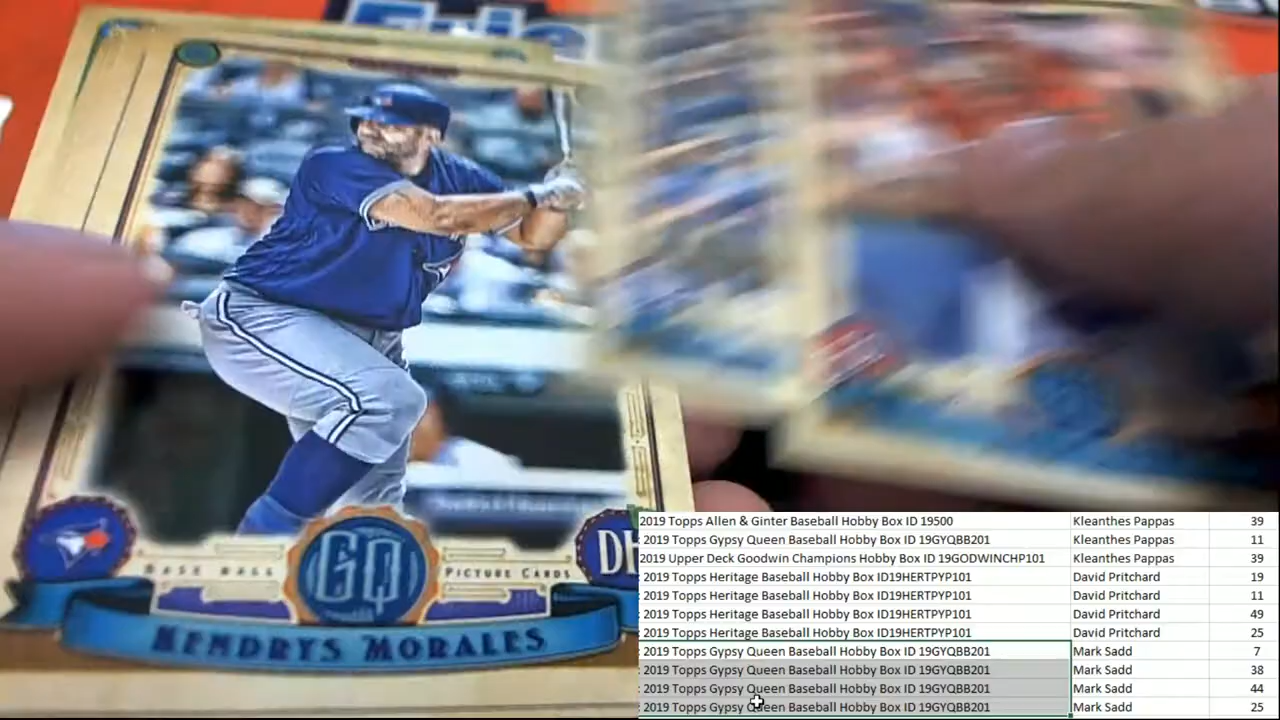 GQ
DH
BASE BALL PICTURE CARDS
KENDRYS MORALES
2019 Topps Allen & Ginter Baseball Hobby Box ID 19500 Kleanthes Pappas 39
2019 Topps Gypsy Queen Baseball Hobby Box ID 19GYQBB201 Kleanthes Pappas 11
2019 Upper Deck Goodwin Champions Hobby Box ID 19GODWINCHP101 Kleanthes Pappas 39
2019 Topps Heritage Baseball Hobby Box ID19HERTPYP101 David Pritchard 19
2019 Topps Heritage Baseball Hobby Box ID19HERTPYP101 David Pritchard 11
2019 Topps Heritage Baseball Hobby Box ID19HERTPYP101 David Pritchard 49
2019 Topps Heritage Baseball Hobby Box ID19HERTPYP101 David Pritchard 25
2019 Topps Gypsy Queen Baseball Hobby Box ID 19GYQBB201 Mark Sadd 7
2019 Topps Gypsy Queen Baseball Hobby Box ID 19GYQBB201 Mark Sadd 38
2019 Topps Gypsy Queen Baseball Hobby Box ID 19GYQBB201 Mark Sadd 44
2019 Topps Gypsy Queen Baseball Hobby Box ID 19GYQBB201 Mark Sadd 25